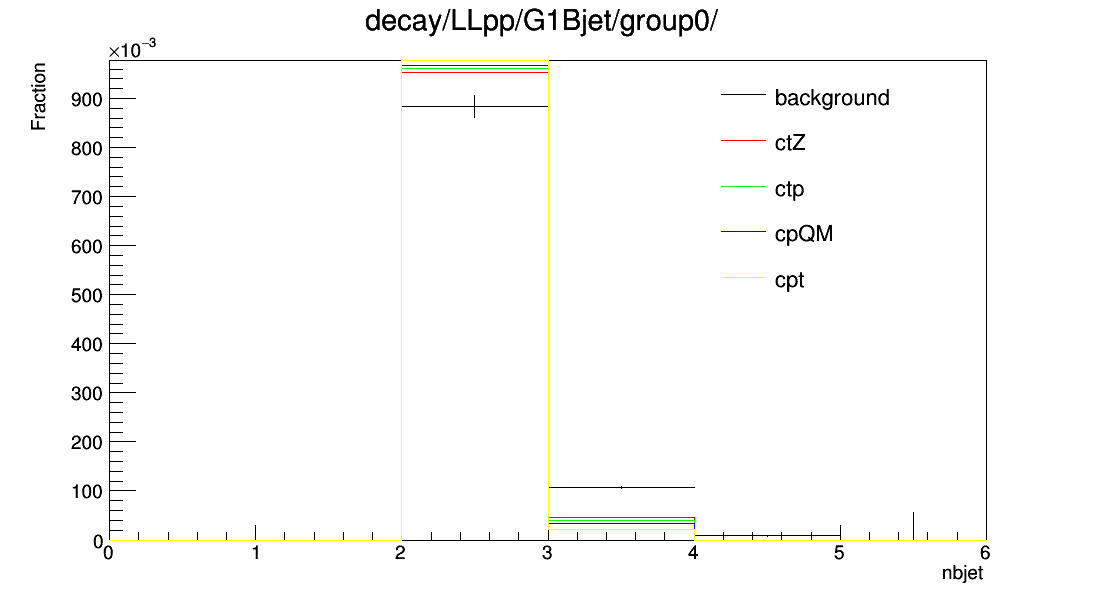 decay/LLpp/G1Bjet/group0/
×10⁻³
Fraction
900
800
700
600
500
400
300
200
100
0
background
ctZ
ctp
cpQM
cpt
0 1 2 3 4 5 6
nbjet